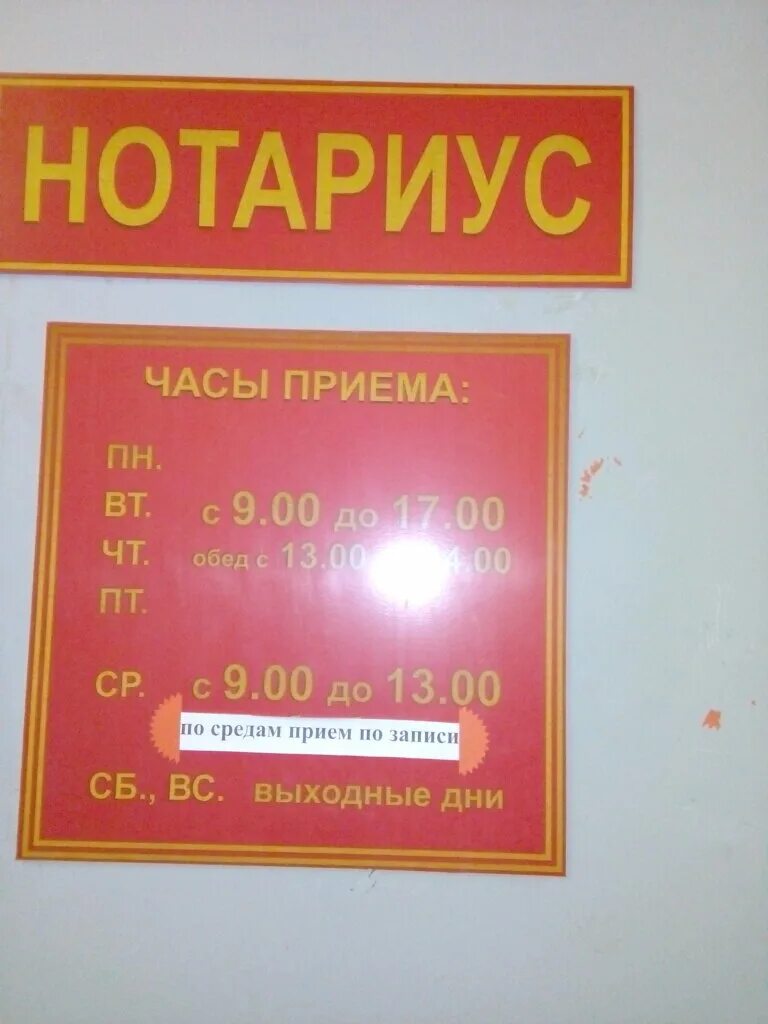 НОТАРИУС
ЧАСЫ ПРИЕМА:
ПН.
ВТ. с 9.00 до 17.00
ЧТ. обед с 13.00
ПТ.
СР. с 9.00 до 13.00
по средам прием по записи
СБ., ВС. выходные дни